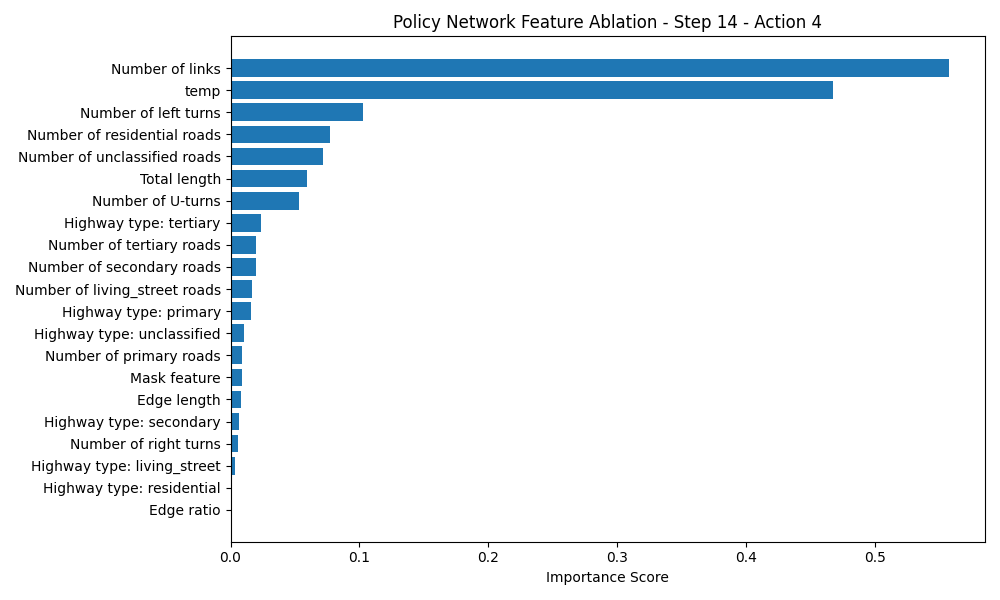 Policy Network Feature Ablation - Step 14 - Action 4
Number of links
temp
Number of left turns
Number of residential roads
Number of unclassified roads
Total length
Number of U-turns
Highway type: tertiary
Number of tertiary roads
Number of secondary roads
Number of living_street roads
Highway type: primary
Highway type: unclassified
Number of primary roads
Mask feature
Edge length
Highway type: secondary
Number of right turns
Highway type: living_street
Highway type: residential
Edge ratio
0.0 0.1 0.2 0.3 0.4 0.5
Importance Score